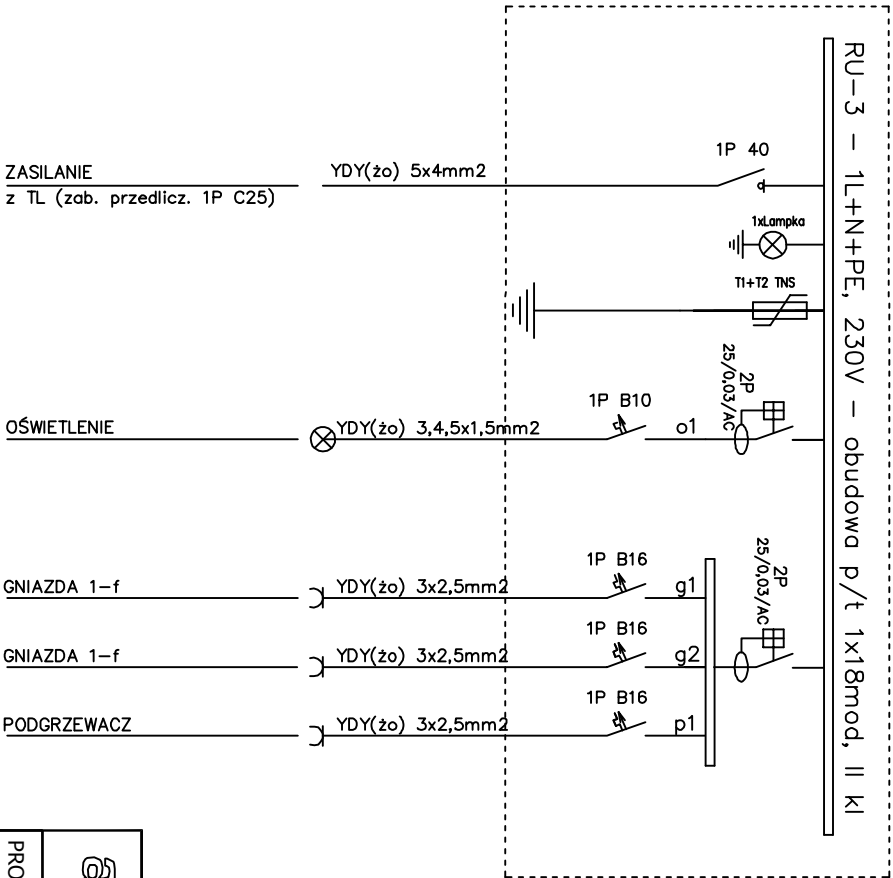 RU-3 - 1L+N+PE, 230V - obudowa p/t 1x18mod, II kl
ZASILANIE
z TL (zab. przedlicz. 1P C25)
YDY(żo) 5x4mm2
1P 40
1xLampka
T1+T2 TNS
2P
25/0,03/AC
OŚWIETLENIE
YDY(żo) 3,4,5x1,5mm2
1P B10
o1
2P
25/0,03/AC
GNIAZDA 1-f
YDY(żo) 3x2,5mm2
1P B16
g1
GNIAZDA 1-f
YDY(żo) 3x2,5mm2
1P B16
g2
PODGRZEWACZ
YDY(żo) 3x2,5mm2
1P B16
p1
PRO